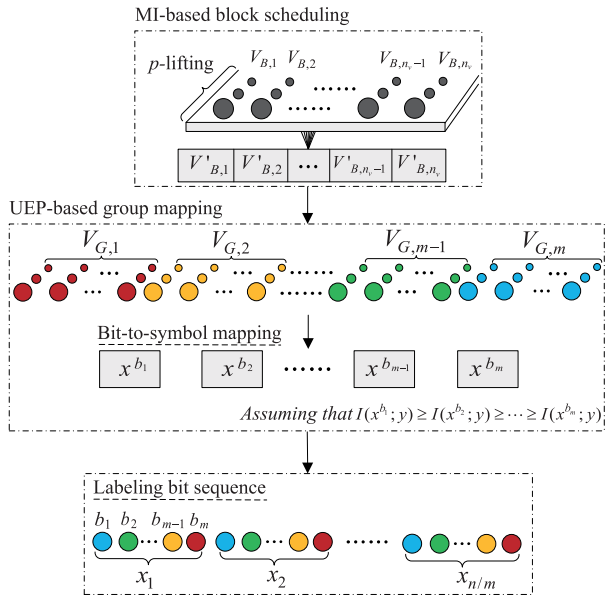 MI-based block scheduling
p-lifting
V_{B,1} V_{B,2} ...... V_{B,n_v-1} V_{B,n_v}
......
V'_{B,1} V'_{B,2} ... V'_{B,n_v-1} V'_{B,n_v}
UEP-based group mapping
V_{G,1} V_{G,2} V_{G,m-1} V_{G,m}
... ... ...... ... ...
... ... ...... ... ...
Bit-to-symbol mapping
x^{b_1} x^{b_2} ...... x^{b_{m-1}} x^{b_m}
Assuming that I(x^{b_1};y) ≥ I(x^{b_2};y) ≥ ⋯ ≥ I(x^{b_m};y)
Labeling bit sequence
b_1 b_2 b_{m-1} b_m
... ... ...... ...
x_1 x_2 x_{n/m}